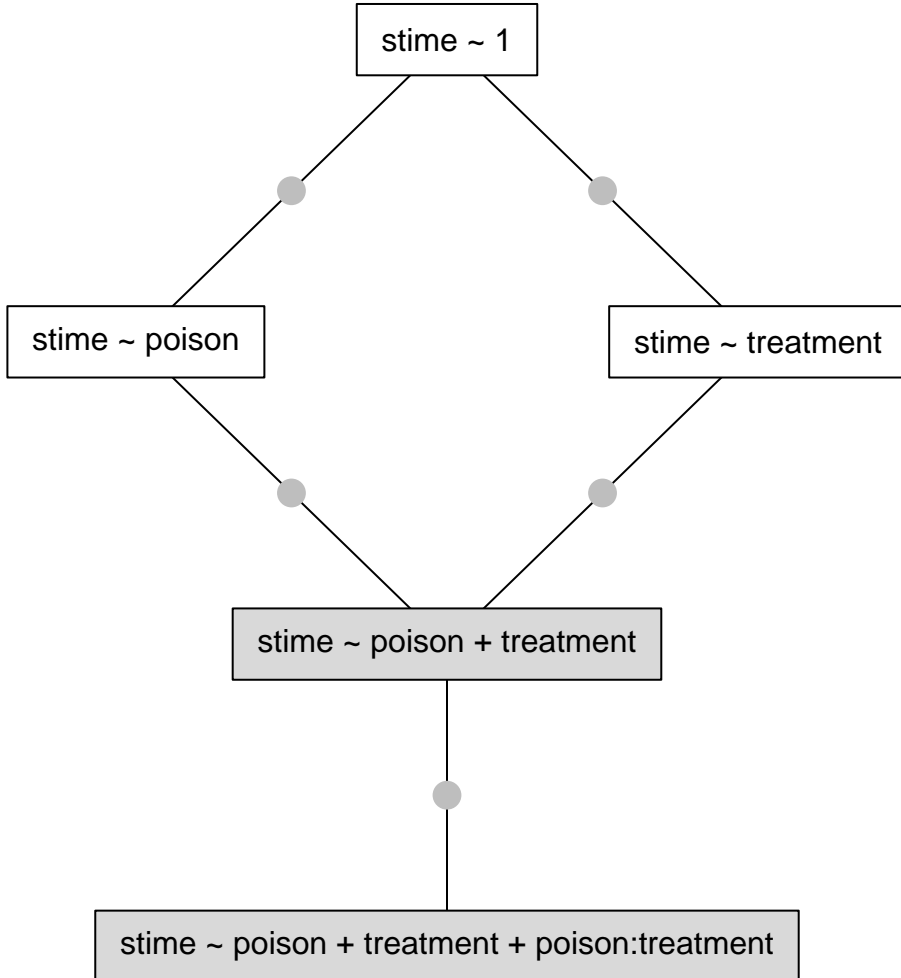 stime ~ 1
stime ~ poison
stime ~ treatment
stime ~ poison + treatment
stime ~ poison + treatment + poison:treatment